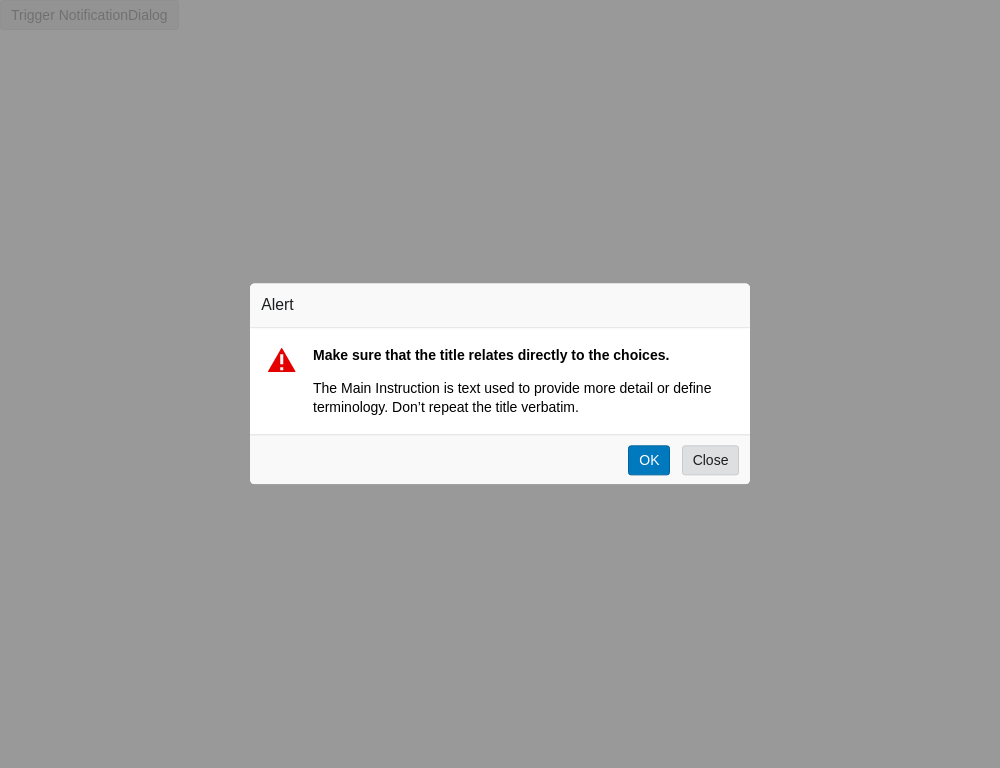 Trigger NotificationDialog
Alert
Make sure that the title relates directly to the choices.
The Main Instruction is text used to provide more detail or define
terminology. Don’t repeat the title verbatim.
OK Close